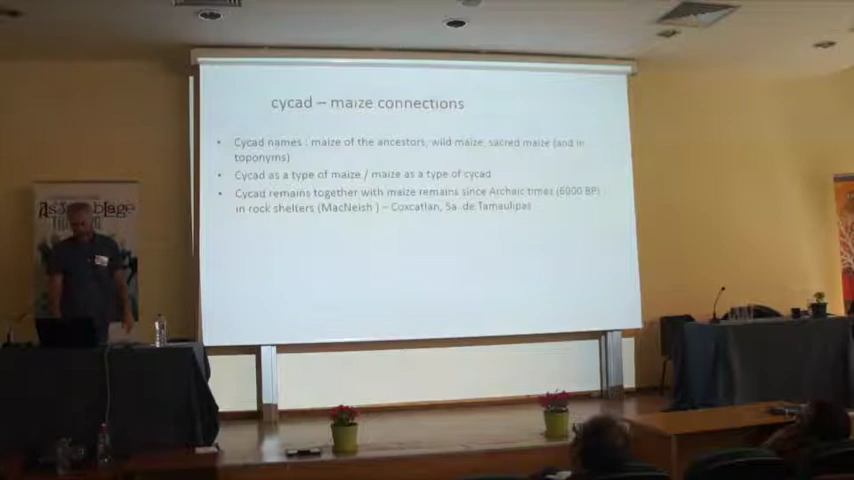 cycad – maize connections
• Cycad names : maize of the ancestors, wild maize, sacred maize (and in
toponyms)
• Cycad as a type of maize / maize as a type of cycad
• Cycad remains together with maize remains since Archaic times (6000 BP)
in rock shelters (MacNeish ) – Coxcatlan, Sa. de Tamaulipas